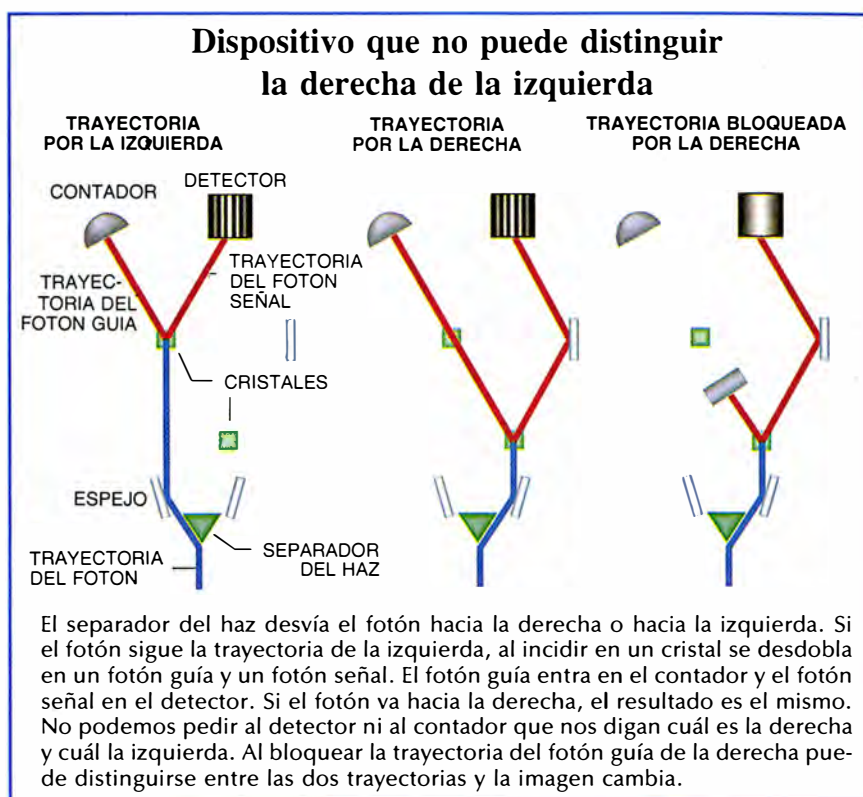 Dispositivo que no puede distinguir
la derecha de la izquierda
TRAYECTORIA
POR LA IZQUIERDA
TRAYECTORIA
POR LA DERECHA
TRAYECTORIA BLOQUEADA
POR LA DERECHA
CONTADOR
DETECTOR
TRAYEC-
TORIA DEL
FOTON GUIA
TRAYECTORIA
DEL FOTON
SEÑAL
CRISTALES
ESPEJO
TRAYECTORIA
DEL FOTON
SEPARADOR
DEL HAZ
El separador del haz desvía el fotón hacia la derecha o hacia la izquierda. Si
el fotón sigue la trayectoria de la izquierda, al incidir en un cristal se desdobla
en un fotón guía y un fotón señal. El fotón guía entra en el contador y el fotón
señal en el detector. Si el fotón va hacia la derecha, el resultado es el mismo.
No podemos pedir al detector ni al contador que nos digan cuál es la derecha
y cuál la izquierda. Al bloquear la trayectoria del fotón guía de la derecha pue-
de distinguirse entre las dos trayectorias y la imagen cambia.